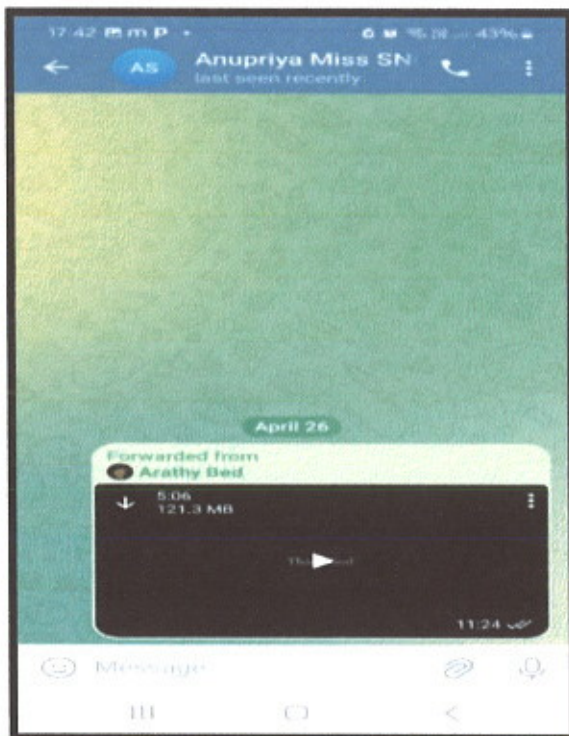 17:42
43%
AS
Anupriya Miss SN
last seen recently
April 26
Forwarded from
Arathy Bed
5:06
121.3 MB
11:24
Message